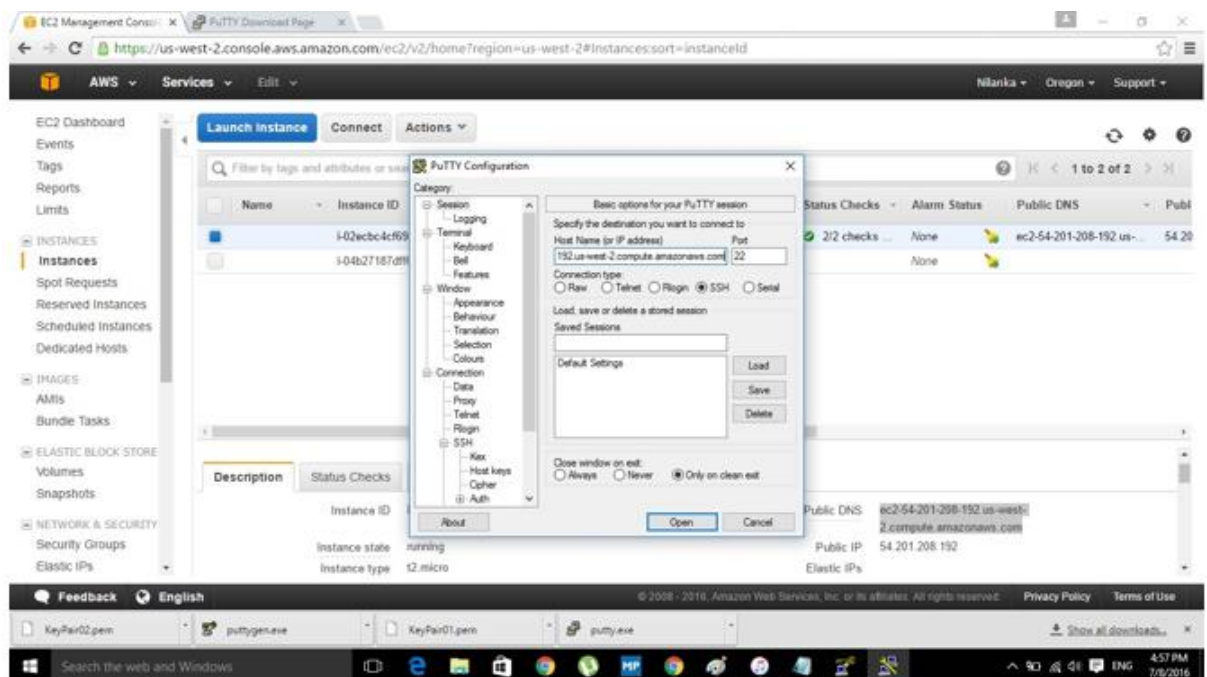 EC2 Management Consol
PuTTY Download Page
https://us-west-2.console.aws.amazon.com/ec2/v2/home?region=us-west-2#Instances:sort=instanceId
AWS
Services
Edit
Nilanka
Oregon
Support
EC2 Dashboard
Events
Tags
Reports
Limits
INSTANCES
Instances
Spot Requests
Reserved Instances
Scheduled Instances
Dedicated Hosts
IMAGES
AMIs
Bundle Tasks
ELASTIC BLOCK STORE
Volumes
Snapshots
NETWORK & SECURITY
Security Groups
Elastic IPs
Launch Instance
Connect
Actions
Filter by tags and attributes or
1 to 2 of 2
Name
Instance ID
Status Checks
Alarm Status
Public DNS
Publ
i-02ecbc4cf69
2/2 checks ...
None
ec2-54-201-208-192.us-...
54.20
i-04b27187df
None
PuTTY Configuration
Category:
Session
Logging
Terminal
Keyboard
Bell
Features
Window
Appearance
Behaviour
Translation
Selection
Colours
Connection
Data
Proxy
Telnet
Rlogin
SSH
Kex
Host keys
Cipher
Auth
Basic options for your PuTTY session
Specify the destination you want to connect to
Host Name (or IP address)
Port
192.us-west-2.compute.amazonaws.com
22
Connection type:
Raw
Telnet
Rlogin
SSH
Serial
Load, save or delete a stored session
Saved Sessions
Default Settings
Load
Save
Delete
Close window on exit:
Always
Never
Only on clean exit
About
Open
Cancel
Description
Status Checks
Instance ID
Instance state
running
Instance type
t2.micro
Public DNS
ec2-54-201-208-192.us-west-
2.compute.amazonaws.com
Public IP
54.201.208.192
Elastic IPs
Feedback
English
© 2008 - 2016, Amazon Web Services, Inc. or its affiliates. All rights reserved.
Privacy Policy
Terms of Use
KeyPair02.pem
puttygen.exe
KeyPair01.pem
putty.exe
Show all downloads...
Search the web and Windows
MP
ENG
4:57 PM
7/8/2016